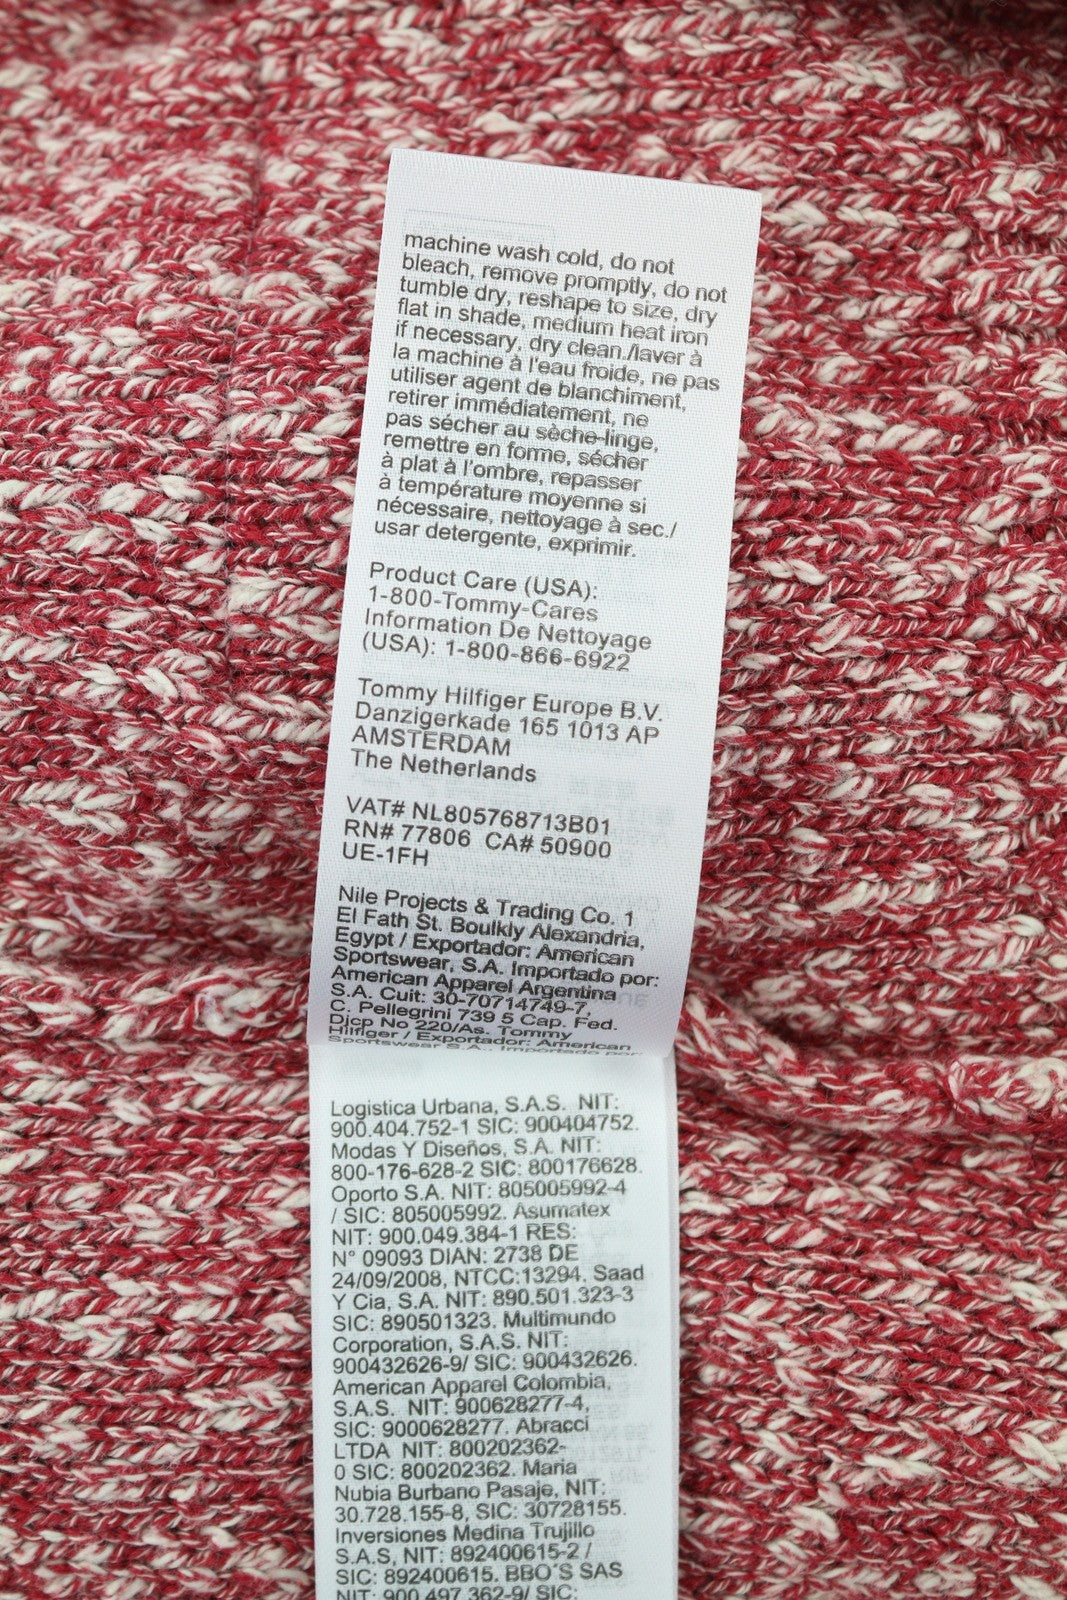 machine wash cold, do not
bleach, remove promptly, do not
tumble dry, reshape to size, dry
flat in shade, medium heat iron
if necessary, dry clean./laver à
la machine à l'eau froide, ne pas
utiliser agent de blanchiment,
retirer immédiatement, ne
pas sécher au sèche-linge,
remettre en forme, sécher
à plat à l'ombre, repasser
à température moyenne si
nécessaire, nettoyage à sec./
usar detergente, exprimir.
Product Care (USA):
1-800-Tommy-Cares
Information De Nettoyage
(USA): 1-800-866-6922
Tommy Hilfiger Europe B.V.
Danzigerkade 165 1013 AP
AMSTERDAM
The Netherlands
VAT# NL805768713B01
RN# 77806 CA# 50900
UE-1FH
Nile Projects & Trading Co. 1
El Fath St. Boulkly Alexandria,
Egypt / Exportador: American
Sportswear, S.A. Importado por:
American Apparel Argentina
S.A. Cuit: 30-70714749-7,
C. Pellegrini 739 5 Cap. Fed.
Dicp No 220/As. Tommy
Hilfiger / Exportador: American
Sportswear S.A.. Importado por:
Logistica Urbana, S.A.S. NIT:
900.404.752-1 SIC: 900404752.
Modas Y Diseños, S.A. NIT:
800-176-628-2 SIC: 800176628.
Oporto S.A. NIT: 805005992-4
/ SIC: 805005992. Asumatex
NIT: 900.049.384-1 RES:
N° 09093 DIAN: 2738 DE
24/09/2008, NTCC:13294. Saad
Y Cia, S.A. NIT: 890.501.323-3
SIC: 890501323. Multimundo
Corporation, S.A.S. NIT:
900432626-9/ SIC: 900432626.
American Apparel Colombia,
S.A.S. NIT: 900628277-4,
SIC: 9000628277. Abracci
LTDA NIT: 800202362-
0 SIC: 800202362. Maria
Nubia Burbano Pasaje, NIT:
30.728.155-8, SIC: 30728155.
Inversiones Medina Trujillo
S.A.S, NIT: 892400615-2 /
SIC: 892400615. BBO´S SAS
NIT: 900.497.362-9/ SIC: